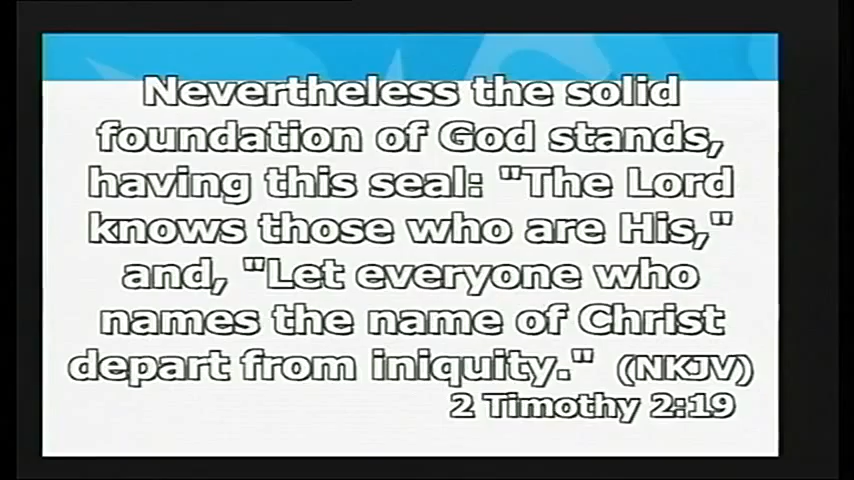 Nevertheless the solid
foundation of God stands,
having this seal: "The Lord
knows those who are His,"
and, "Let everyone who
names the name of Christ
depart from iniquity." (NKJV)
2 Timothy 2:19